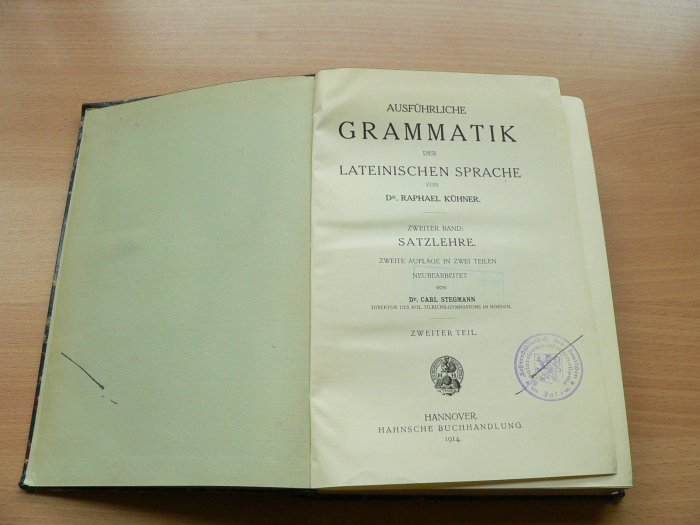 AUSFÜHRLICHE
GRAMMATIK
DER
LATEINISCHEN SPRACHE
VON
DR. RAPHAEL KÜHNER.
ZWEITER BAND:
SATZLEHRE.
ZWEITE AUFLAGE IN ZWEI TEILEN
NEUBEARBEITET
VON
DR. CARL STEGMANN
DIREKTOR DES KGL. ULRICHS-GYMNASIUMS IN NORDEN.
ZWEITER TEIL.
HANNOVER.
HAHNSCHE BUCHHANDLUNG.
1914.